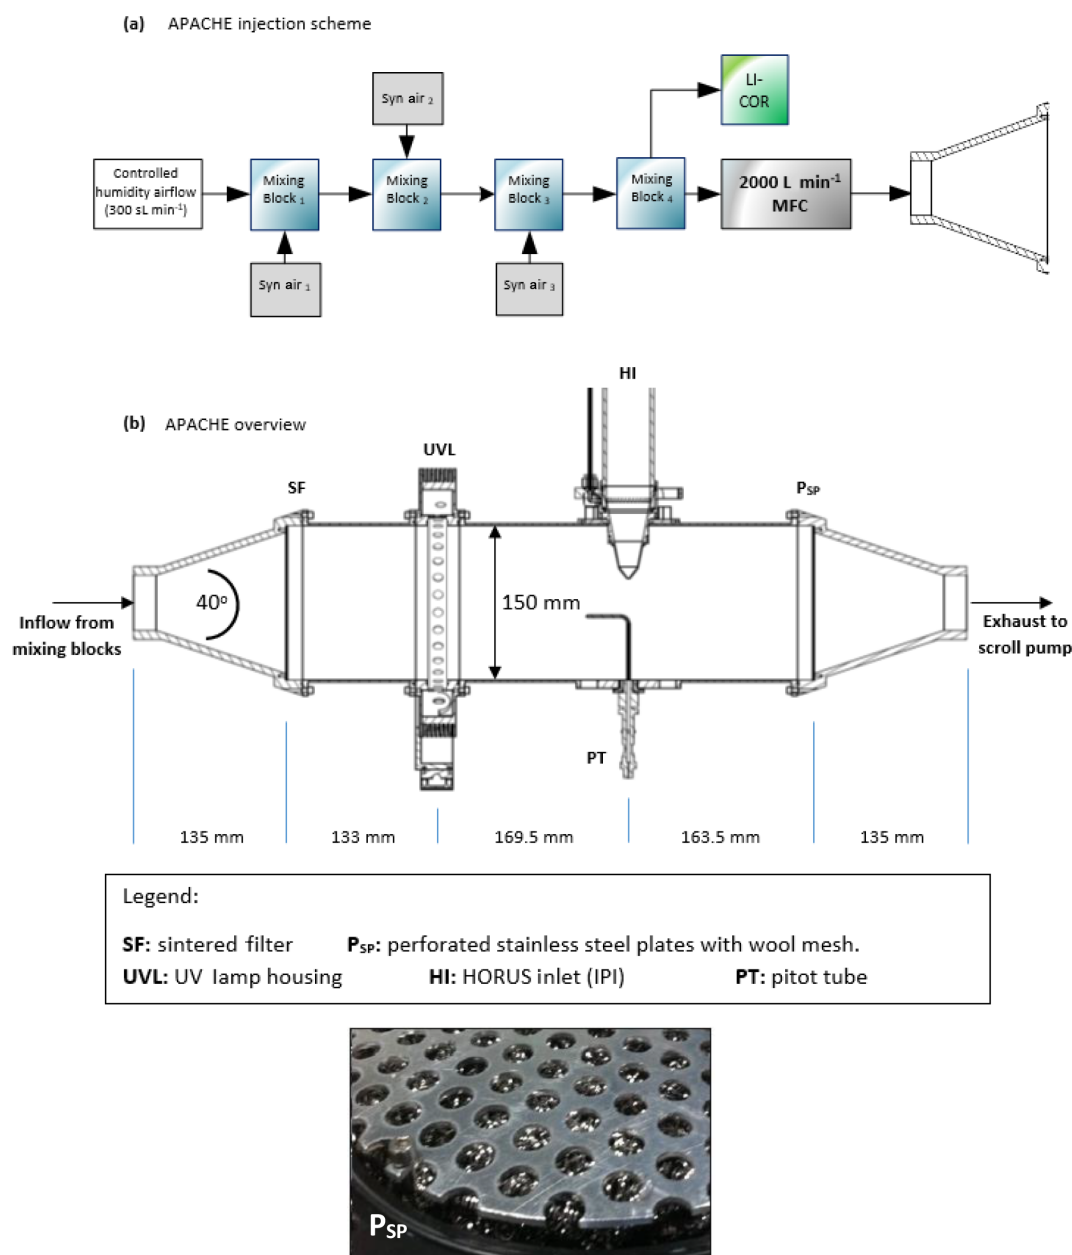 (a) APACHE injection scheme
Syn air 2
LI-
COR
Controlled
humidity airflow
(300 sL min⁻¹)
Mixing
Block 1
Mixing
Block 2
Mixing
Block 3
Mixing
Block 4
2000 L min⁻¹
MFC
Syn air 1
Syn air 3
HI
(b) APACHE overview
UVL
SF
PSP
40°
150 mm
Inflow from
mixing blocks
Exhaust to
scroll pump
PT
135 mm 133 mm 169.5 mm 163.5 mm 135 mm
Legend:
SF: sintered filter PSP: perforated stainless steel plates with wool mesh.
UVL: UV lamp housing HI: HORUS inlet (IPI) PT: pitot tube
PSP